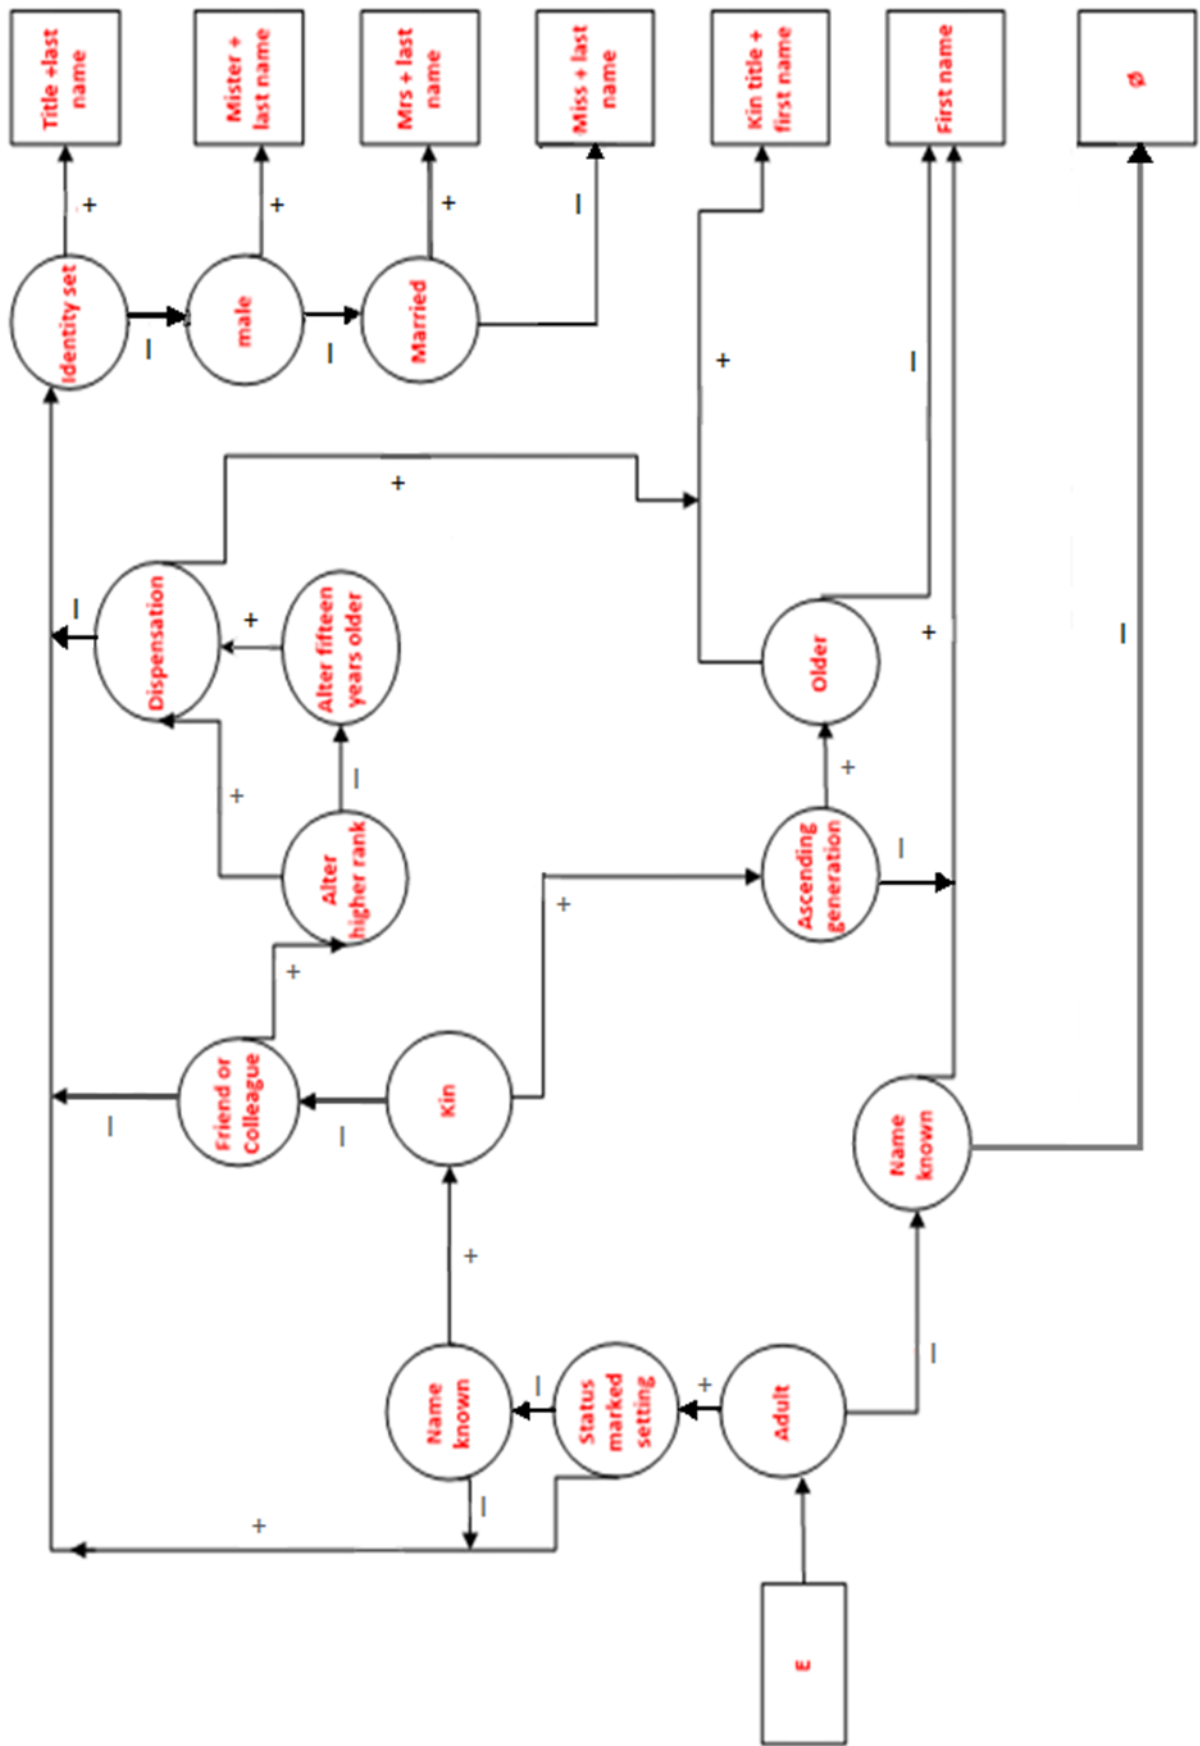 Title +last
name
Mister +
last name
Mrs + last
name
Miss + last
name
Kin title +
first name
First name
Ø
+
+
+
−
Identity set
−
male
−
Married
+
−
+
−
Dispensation
+
Alter fifteen
years older
Older
+
−
+
−
Alter
higher rank
+
Ascending
generation
−
+
+
−
Friend or
Colleague
−
Kin
Name
known
+
−
Name
known
−
Status
marked
setting
+
Adult
−
+
−
E